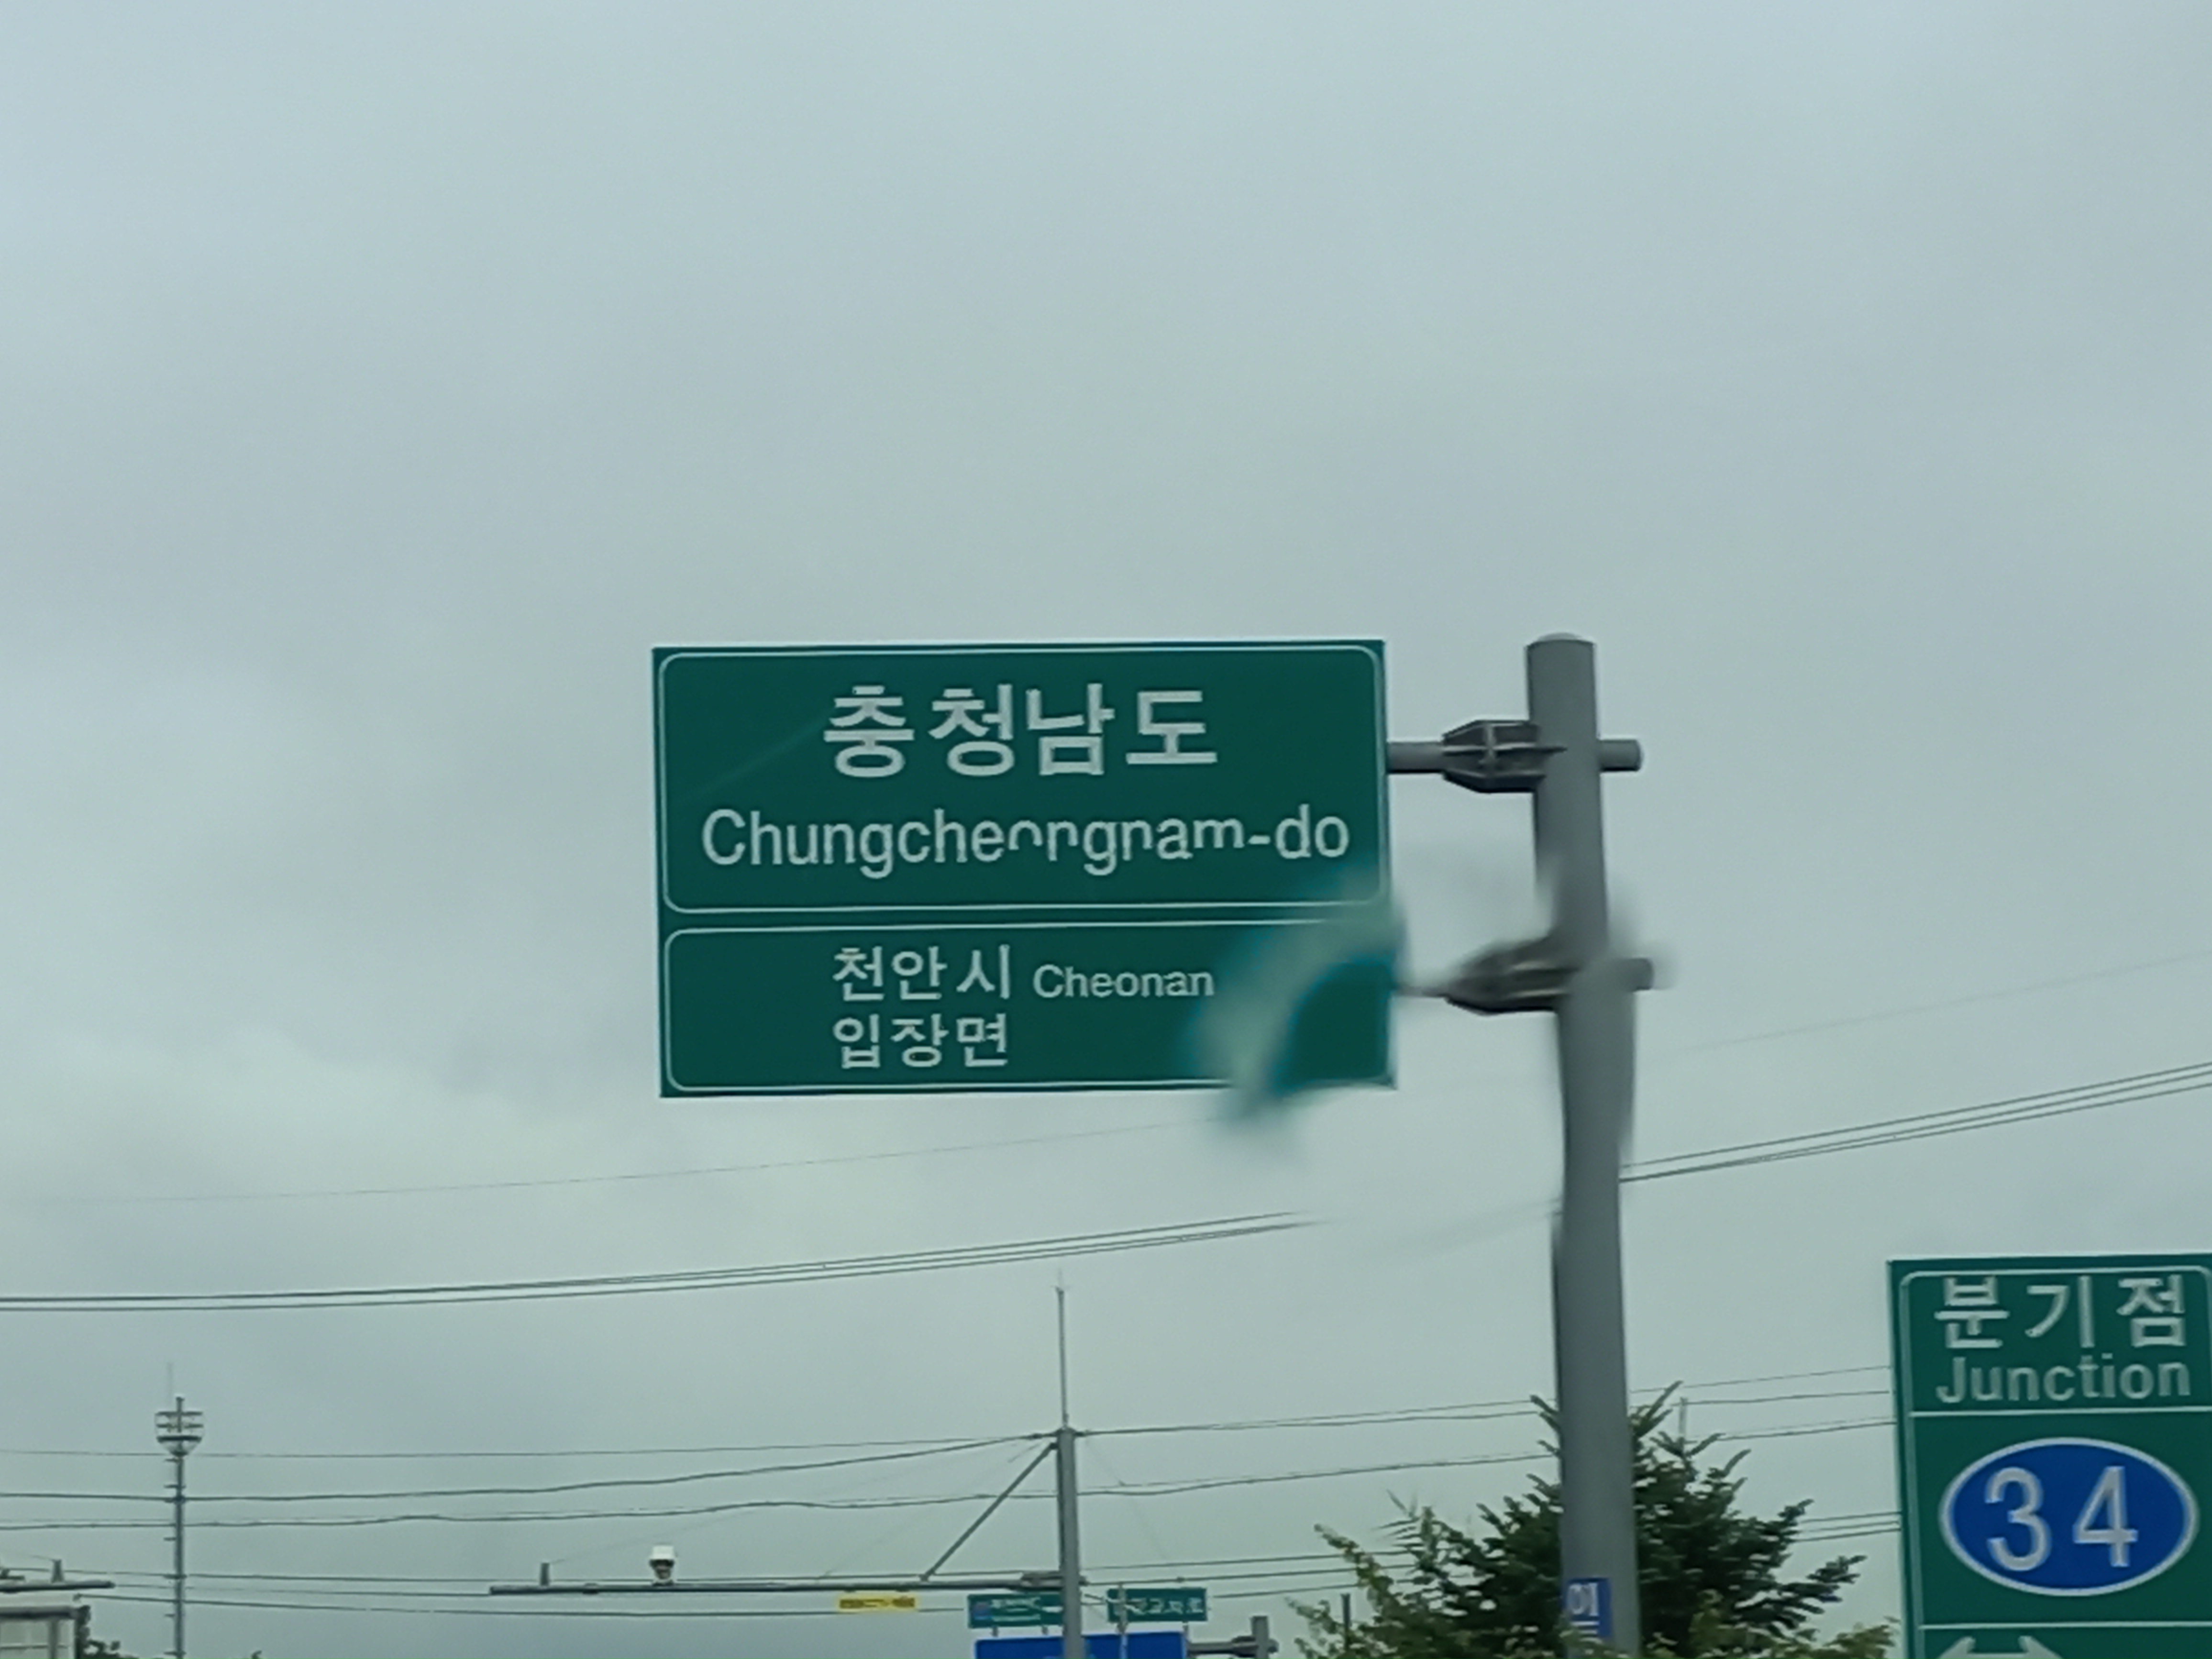 충청남도
Chungcheongnam-do
천안시 Cheonan
입장면
분기점
Junction
34